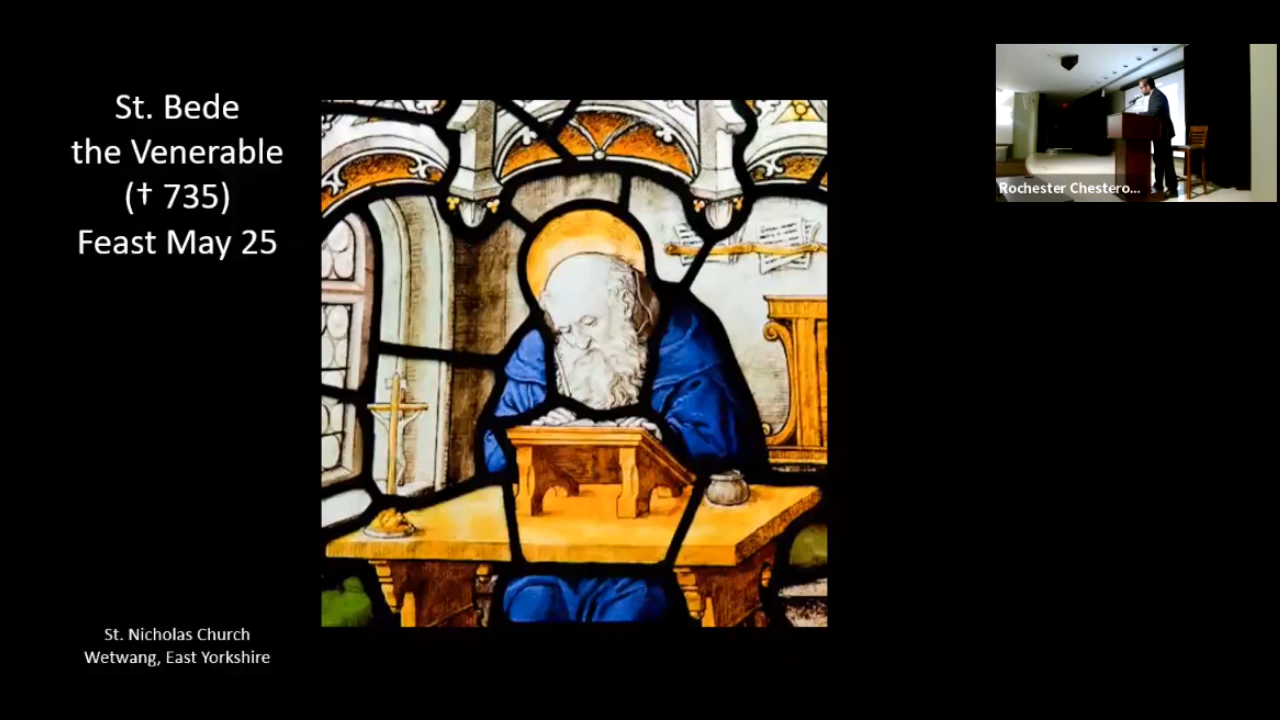 St. Bede
the Venerable
(† 735)
Feast May 25
Rochester Chestero...
St. Nicholas Church
Wetwang, East Yorkshire